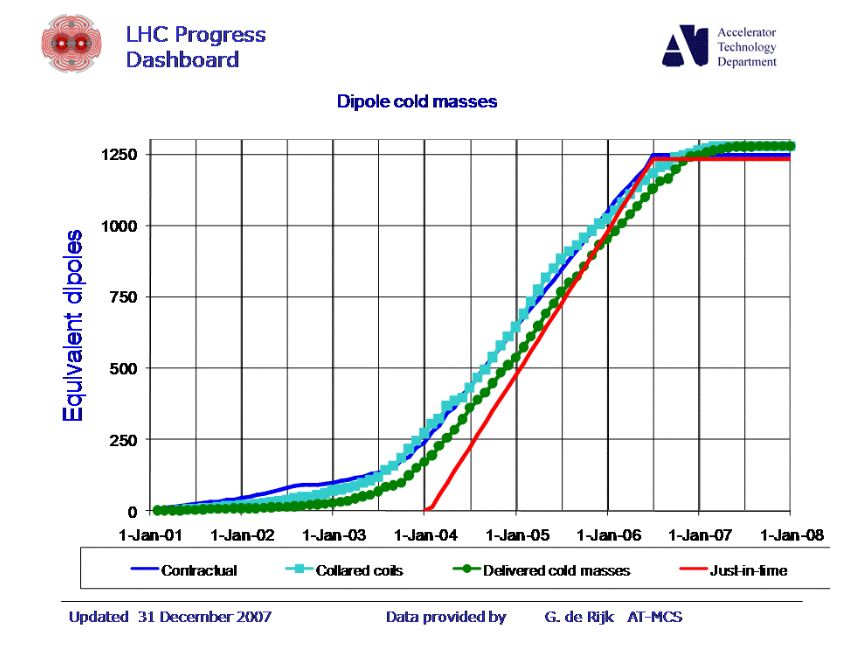 LHC Progress
Dashboard
Accelerator
Technology
Department
Dipole cold masses
Equivalent dipoles
1250
1000
750
500
250
0
1-Jan-01 1-Jan-02 1-Jan-03 1-Jan-04 1-Jan-05 1-Jan-06 1-Jan-07 1-Jan-08
Contractual Collared coils Delivered cold masses Just-in-time
Updated 31 December 2007 Data provided by G. de Rijk AT-MCS